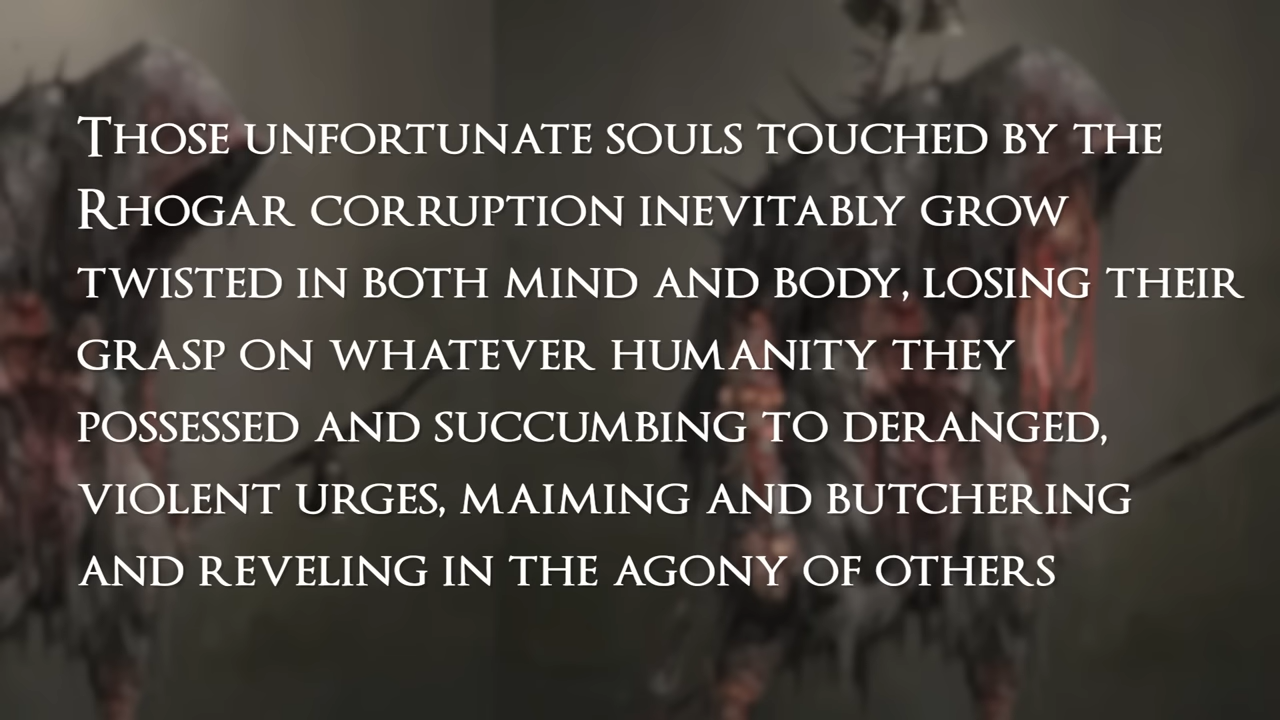 Those unfortunate souls touched by the
Rhogar corruption inevitably grow
twisted in both mind and body, losing their
grasp on whatever humanity they
possessed and succumbing to deranged,
violent urges, maiming and butchering
and reveling in the agony of others